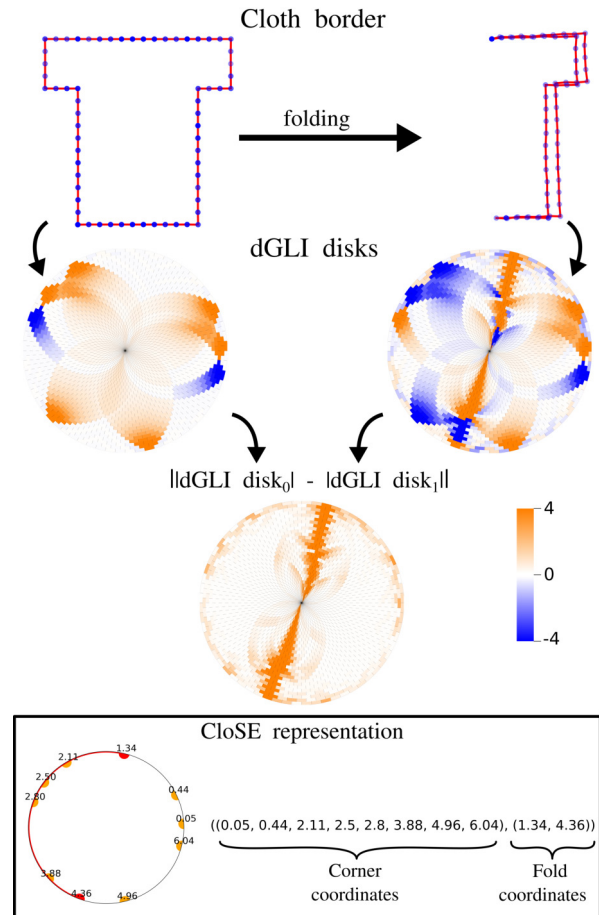 Cloth border
folding
dGLI disks
||dGLI disk₀| - |dGLI disk₁||
4
0
-4
CloSE representation
1.34
2.11
2.50
2.80
0.44
0.05
6.04
3.88
4.36
4.96
((0.05, 0.44, 2.11, 2.5, 2.8, 3.88, 4.96, 6.04), (1.34, 4.36))
Corner
coordinates
Fold
coordinates